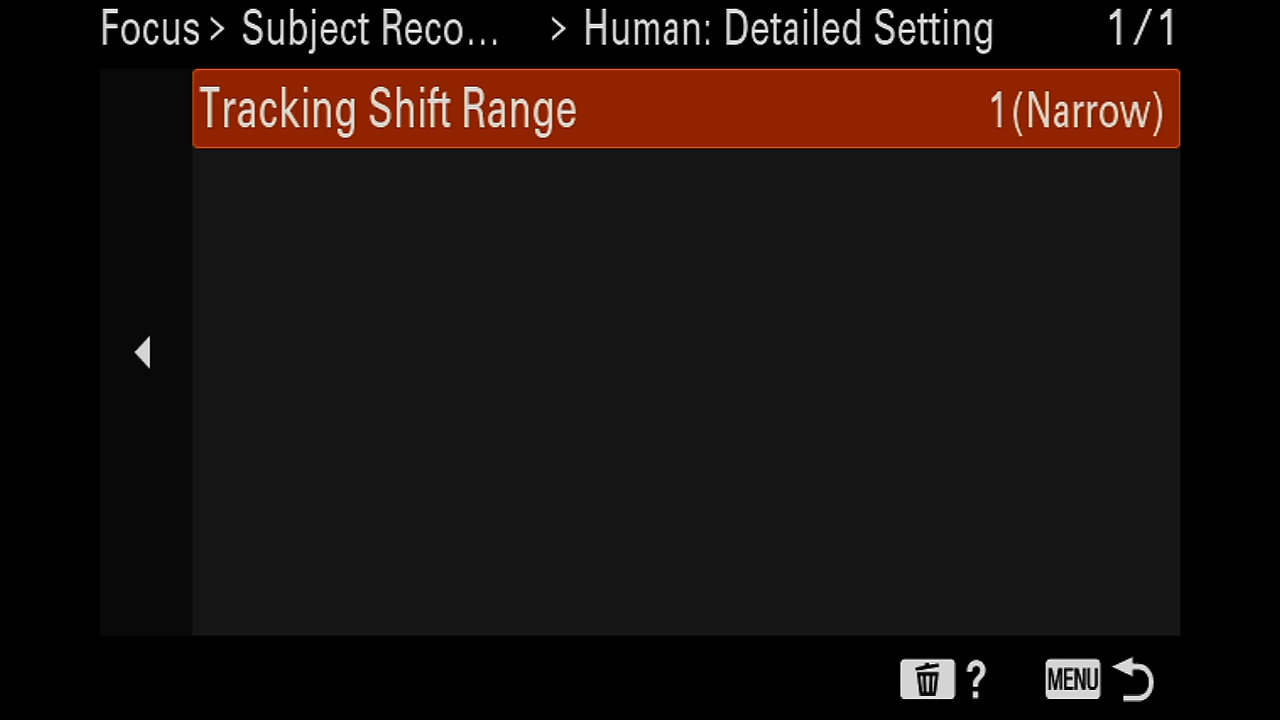 Focus > Subject Reco... > Human: Detailed Setting 1/1
Tracking Shift Range 1(Narrow)
? MENU